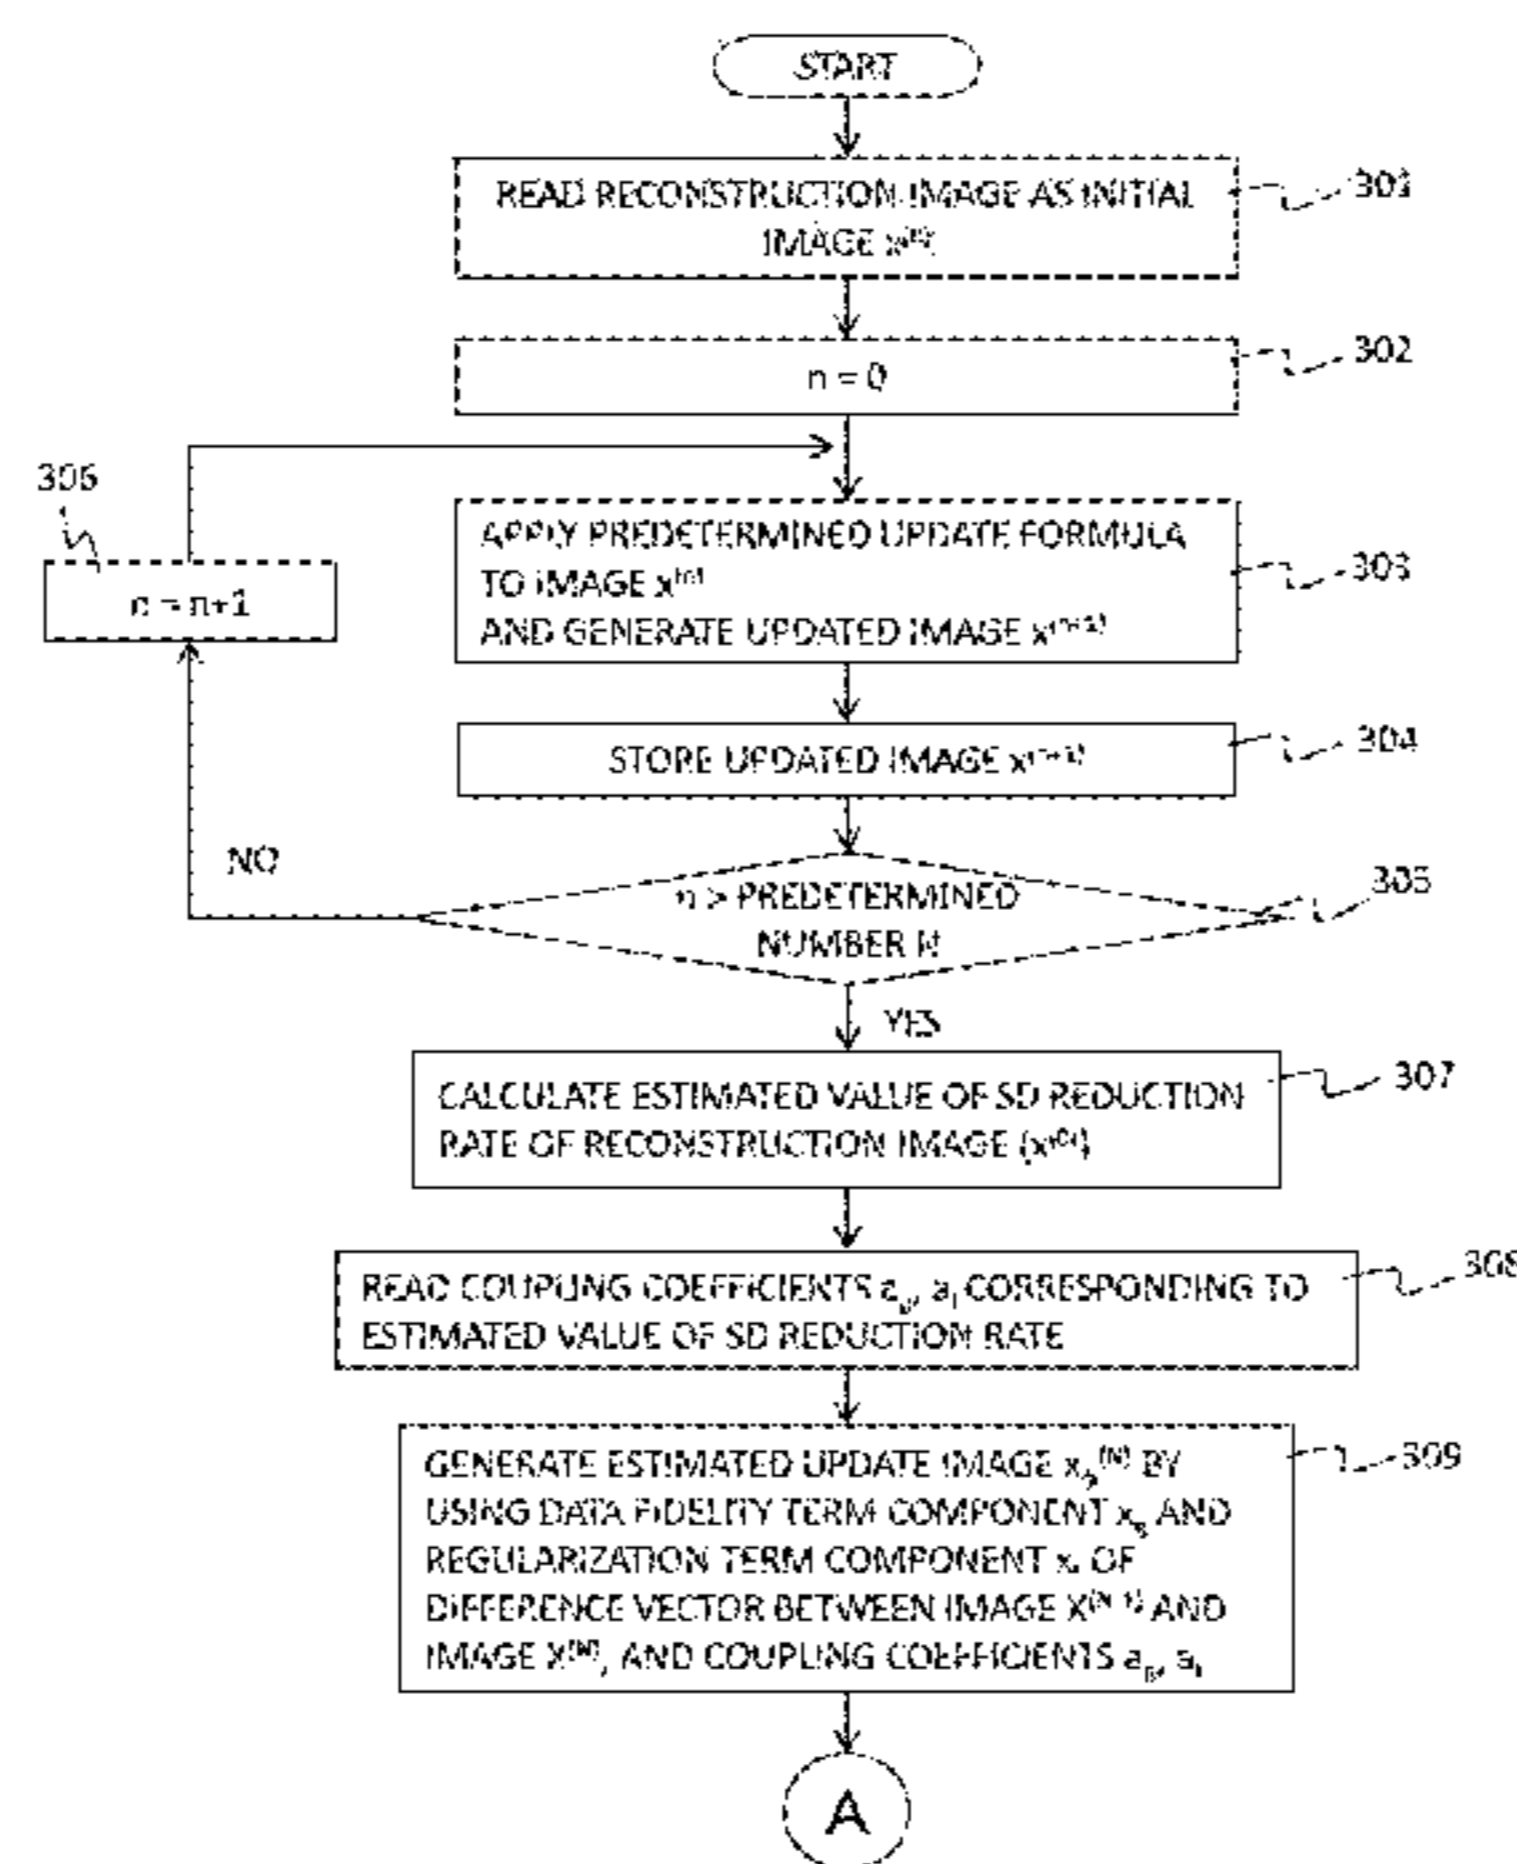 START
READ RECONSTRUCTION IMAGE AS INITIAL
IMAGE
301
n = 0
302
306
n = n+1
APPLY PREDETERMINED UPDATE FORMULA
TO IMAGE x⁽ⁿ⁾
AND GENERATE UPDATED IMAGE x⁽ⁿ⁺¹⁾
303
STORE UPDATED IMAGE x⁽ⁿ⁺¹⁾
304
NO
n > PREDETERMINED
NUMBER N
305
YES
CALCULATE ESTIMATED VALUE OF SD REDUCTION
RATE OF RECONSTRUCTION IMAGE (x⁽⁰⁾)
307
READ COUPLING COEFFICIENTS CORRESPONDING TO
ESTIMATED VALUE OF SD REDUCTION RATE
308
GENERATE ESTIMATED UPDATE IMAGE BY
USING DATA FIDELITY TERM COMPONENT AND
REGULARIZATION TERM COMPONENT OF
DIFFERENCE VECTOR BETWEEN IMAGE X⁽ᴺ⁻¹⁾ AND
IMAGE X⁽ᴺ⁾, AND COUPLING COEFFICIENTS
309
A